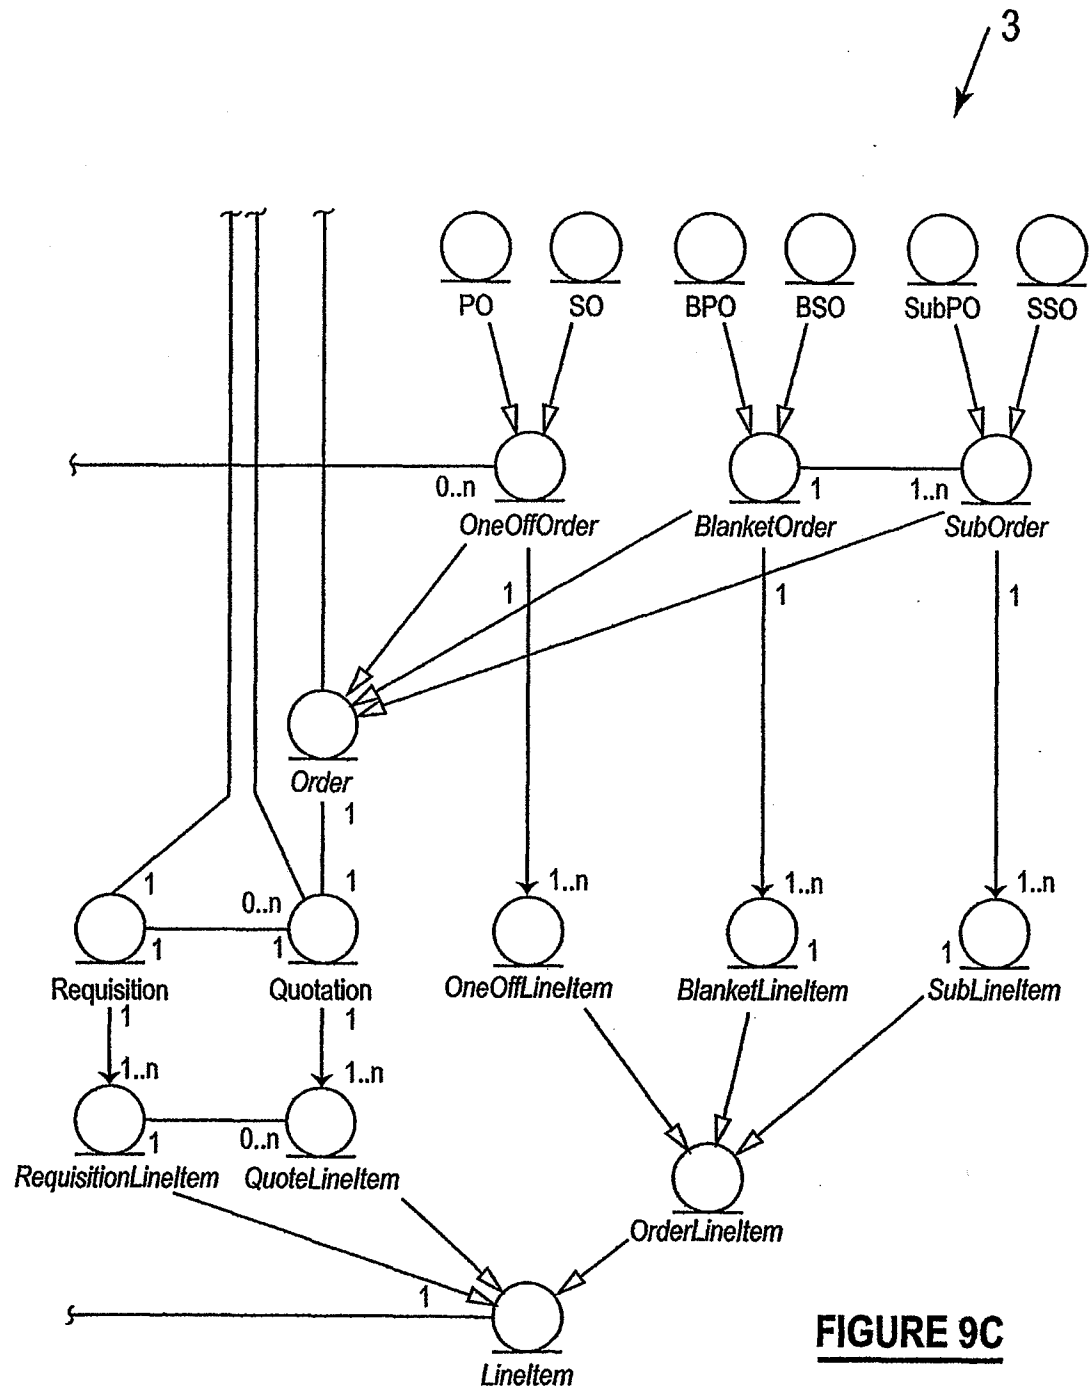 3
PO SO BPO BSO SubPO SSO
0..n 1 1..n
OneOffOrder BlanketOrder SubOrder
1 1 1
Order
1
1 1 1..n 1..n 1..n
0..n
1 1 1 1
Requisition Quotation OneOffLineItem BlanketLineItem SubLineItem
1 1
1..n 1..n
1 0..n
RequisitionLineItem QuoteLineItem
OrderLineItem
1
LineItem
FIGURE 9C